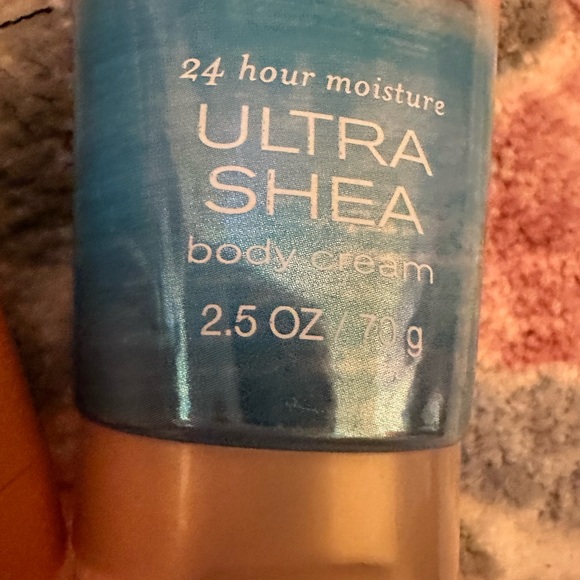 24 hour moisture
ULTRA
SHEA
body cream
2.5 OZ / 70 g